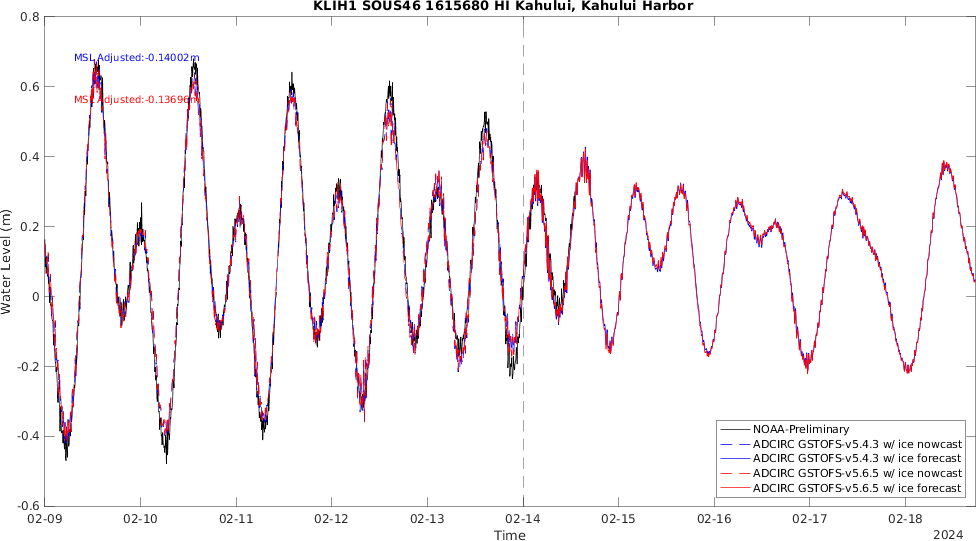 KLIH1 SOUS46 1615680 HI Kahului, Kahului Harbor
0.8
0.6
0.4
0.2
0
-0.2
-0.4
-0.6
Water Level (m)
MSL Adjusted:-0.14002m
MSL Adjusted:-0.13696m
NOAA-Preliminary
ADCIRC GSTOFS-v5.4.3 w/ ice nowcast
ADCIRC GSTOFS-v5.4.3 w/ ice forecast
ADCIRC GSTOFS-v5.6.5 w/ ice nowcast
ADCIRC GSTOFS-v5.6.5 w/ ice forecast
02-09 02-10 02-11 02-12 02-13 02-14 02-15 02-16 02-17 02-18
Time
2024